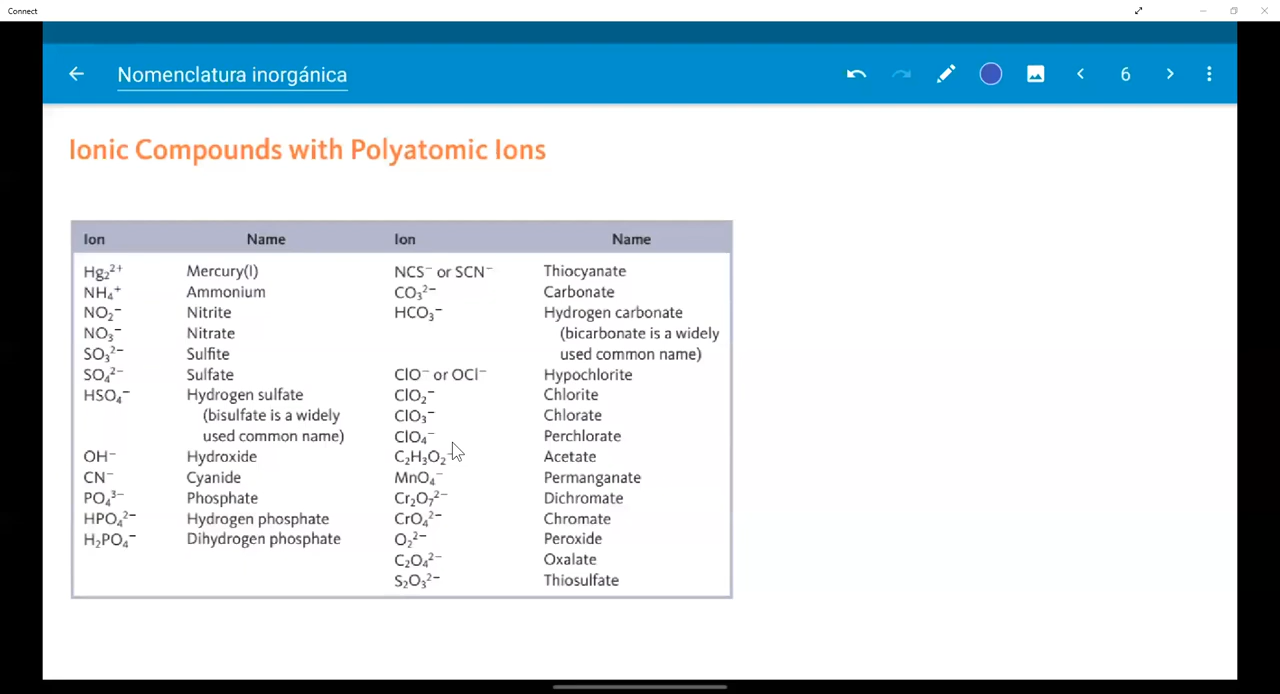 Connect
Nomenclatura inorgánica
6
Ionic Compounds with Polyatomic Ions
Ion Name Ion Name
Hg₂²⁺ Mercury(I) NCS⁻ or SCN⁻ Thiocyanate
NH₄⁺ Ammonium CO₃²⁻ Carbonate
NO₂⁻ Nitrite HCO₃⁻ Hydrogen carbonate
NO₃⁻ Nitrate (bicarbonate is a widely
SO₃²⁻ Sulfite used common name)
SO₄²⁻ Sulfate ClO⁻ or OCl⁻ Hypochlorite
HSO₄⁻ Hydrogen sulfate ClO₂⁻ Chlorite
(bisulfate is a widely ClO₃⁻ Chlorate
used common name) ClO₄⁻ Perchlorate
OH⁻ Hydroxide C₂H₃O₂⁻ Acetate
CN⁻ Cyanide MnO₄⁻ Permanganate
PO₄³⁻ Phosphate Cr₂O₇²⁻ Dichromate
HPO₄²⁻ Hydrogen phosphate CrO₄²⁻ Chromate
H₂PO₄⁻ Dihydrogen phosphate O₂²⁻ Peroxide
C₂O₄²⁻ Oxalate
S₂O₃²⁻ Thiosulfate